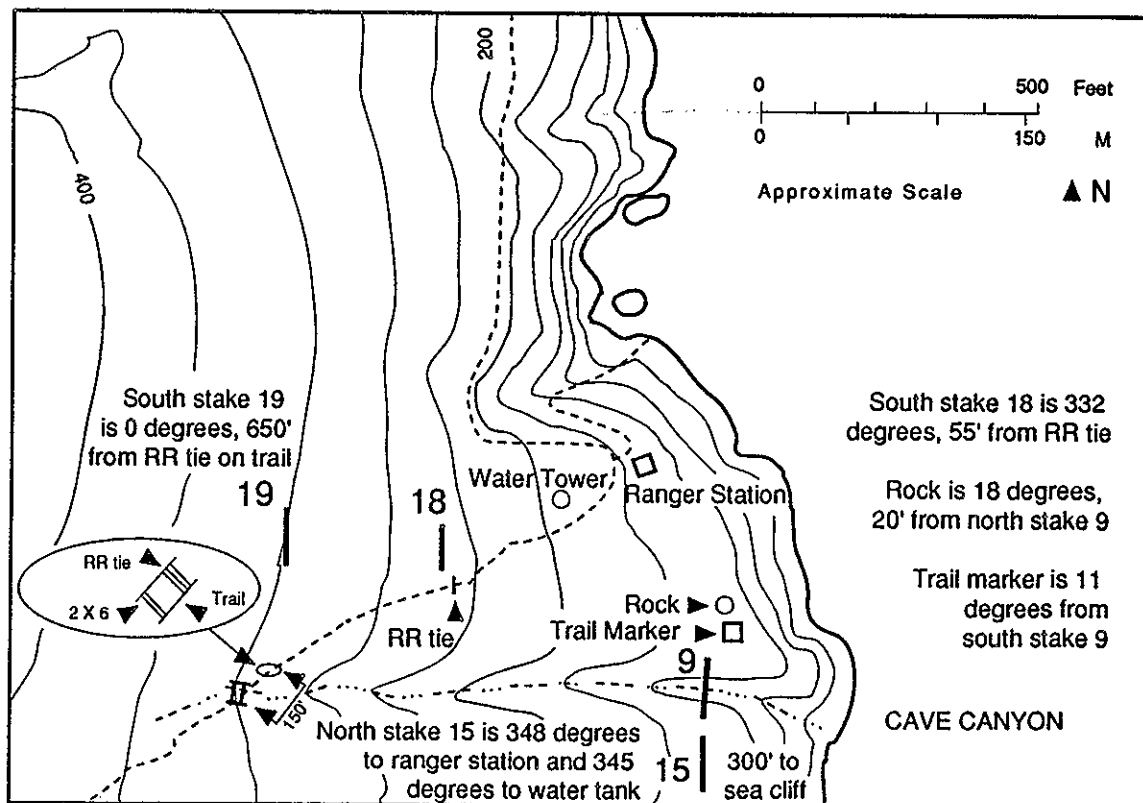 200
0 500 Feet
0 150 M
Approximate Scale
N
400
South stake 19
is 0 degrees, 650'
from RR tie on trail
19
18
Water Tower
Ranger Station
South stake 18 is 332
degrees, 55' from RR tie
Rock is 18 degrees,
20' from north stake 9
Trail marker is 11
degrees from
south stake 9
RR tie
2 X 6
Trail
RR tie
Rock
Trail Marker
9
150'
North stake 15 is 348 degrees
to ranger station and 345
degrees to water tank
15
300' to
sea cliff
CAVE CANYON